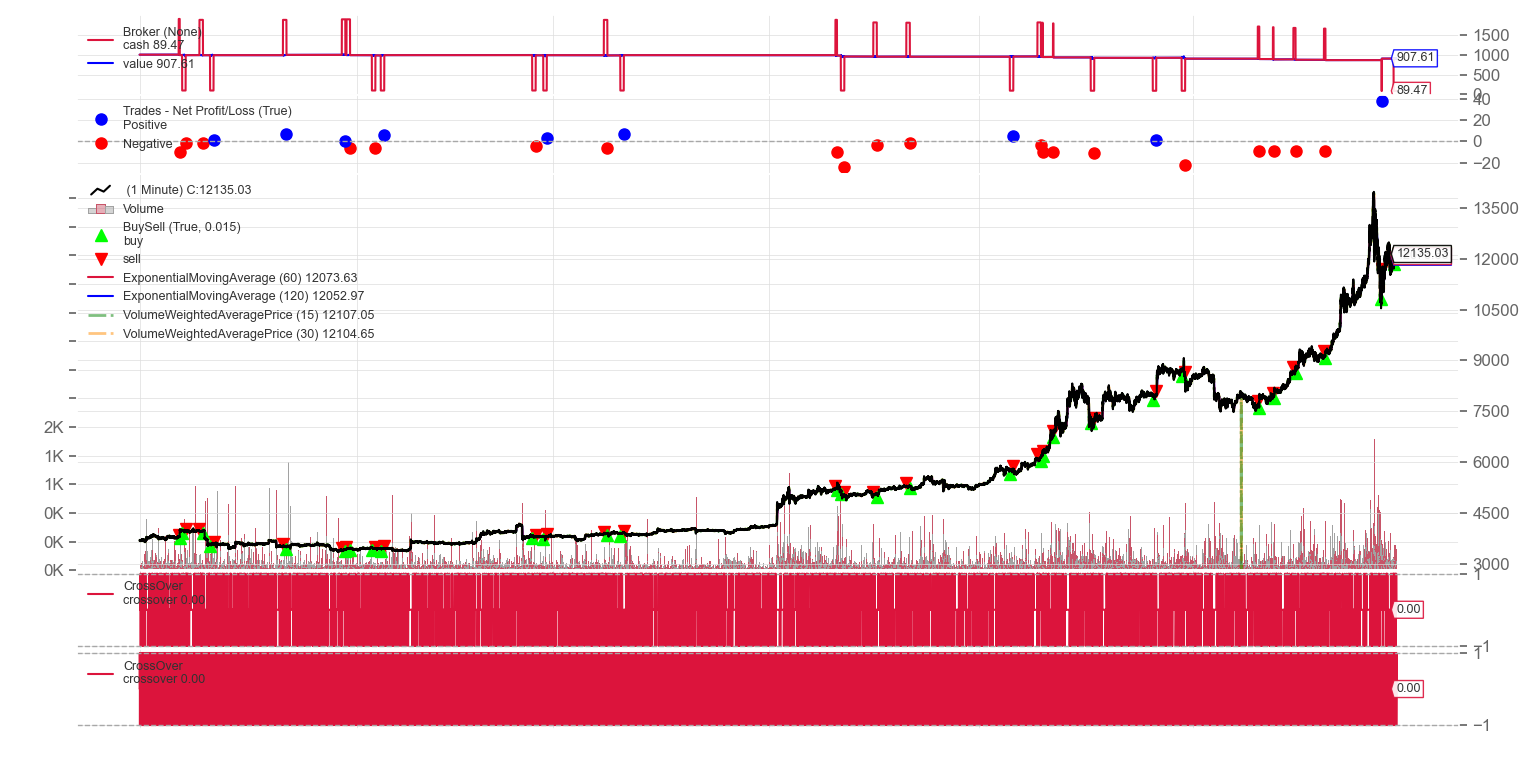 Broker (None)
cash 89.47
value 907.61
1500
1000
500
0
907.61
89.47
Trades - Net Profit/Loss (True)
Positive
Negative
40
20
0
−20
(1 Minute) C:12135.03
Volume
BuySell (True, 0.015)
buy
sell
ExponentialMovingAverage (60) 12073.63
ExponentialMovingAverage (120) 12052.97
VolumeWeightedAveragePrice (15) 12107.05
VolumeWeightedAveragePrice (30) 12104.65
13500
12000
10500
9000
7500
6000
4500
3000
12135.03
2K
1K
1K
0K
0K
0K
CrossOver
crossover 0.00
1
0.00
−1
CrossOver
crossover 0.00
1
0.00
−1